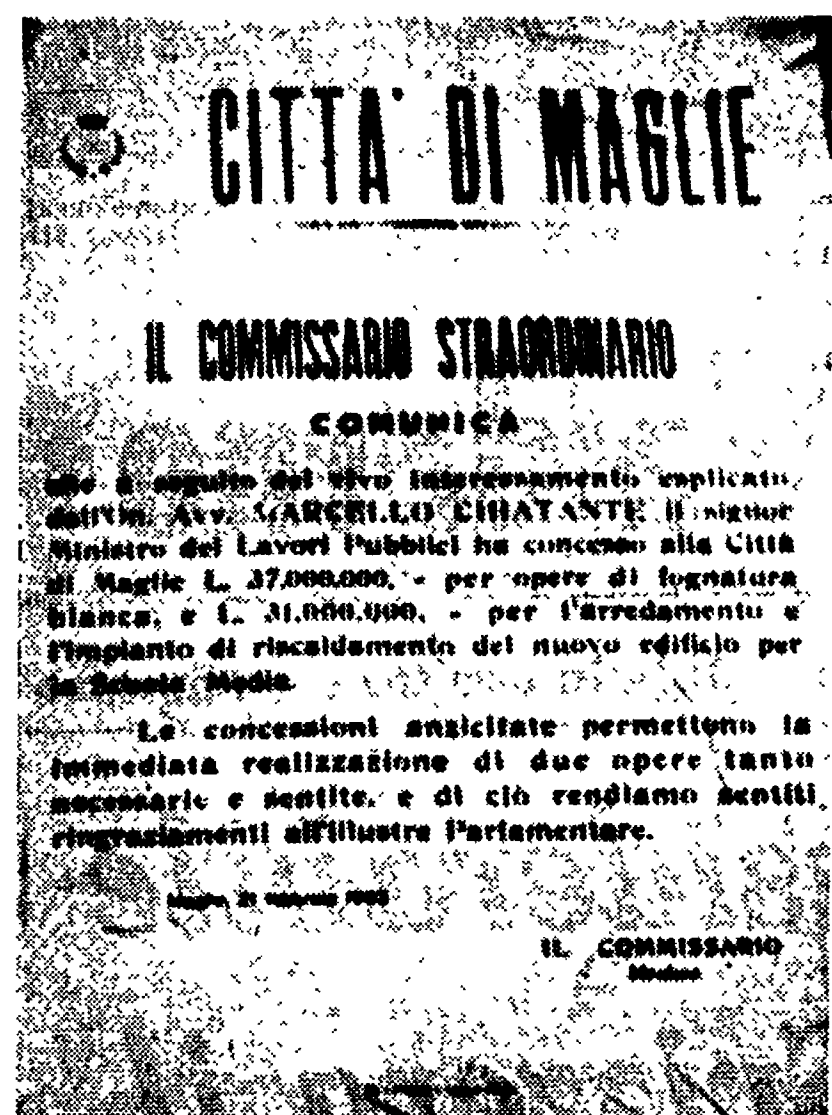 CITTA' DI MAGLIE
IL COMMISSARIO STRAORDINARIO
COMUNICA
che a seguito del vivo interessamento esplicato
dall'On. Avv. MARCELLO CHIATANTE il signor
Ministro dei Lavori Pubblici ha concesso alla Città
di Maglie L. 37.000.000, - per opere di fognatura
bianca, e L. 31.000.000, - per l'arredamento e
l'impianto di riscaldamento del nuovo edificio per
la Scuola Media.
Le concessioni anzicitate permettono la
immediata realizzazione di due opere tanto
necessarie e sentite, e di ciò rendiamo sentiti
ringraziamenti all'illustre Parlamentare.
Maglie, 21
IL COMMISSARIO